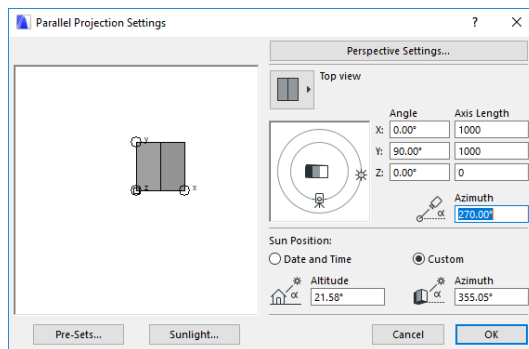 Parallel Projection Settings
?
Perspective Settings...
Top view
Angle Axis Length
X: 0.00° 1000
Y: 90.00° 1000
Z: 0.00° 0
Azimuth
α 270.00°
y
z x
Sun Position:
Date and Time Custom
Altitude Azimuth
α 21.58° α 355.05°
Pre-Sets... Sunlight... Cancel OK